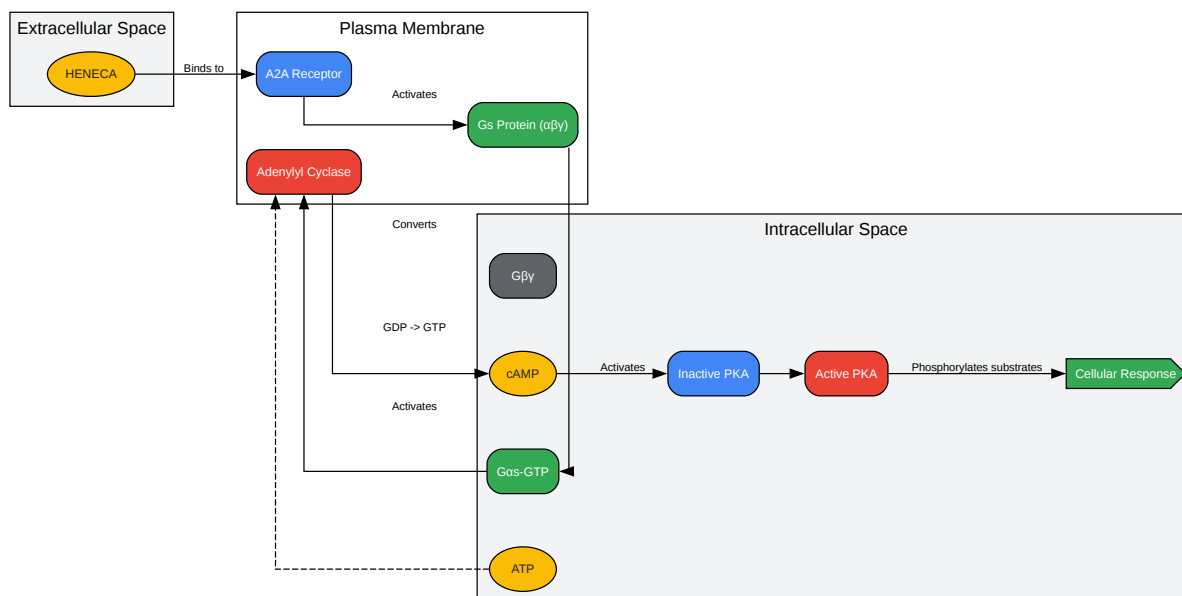 Extracellular Space
Plasma Membrane
HENECA
Binds to
A2A Receptor
Activates
Gs Protein (αβγ)
Adenylyl Cyclase
Converts
Intracellular Space
Gβγ
GDP -> GTP
cAMP
Activates
Inactive PKA
Active PKA
Phosphorylates substrates
Cellular Response
Activates
Gαs-GTP
ATP